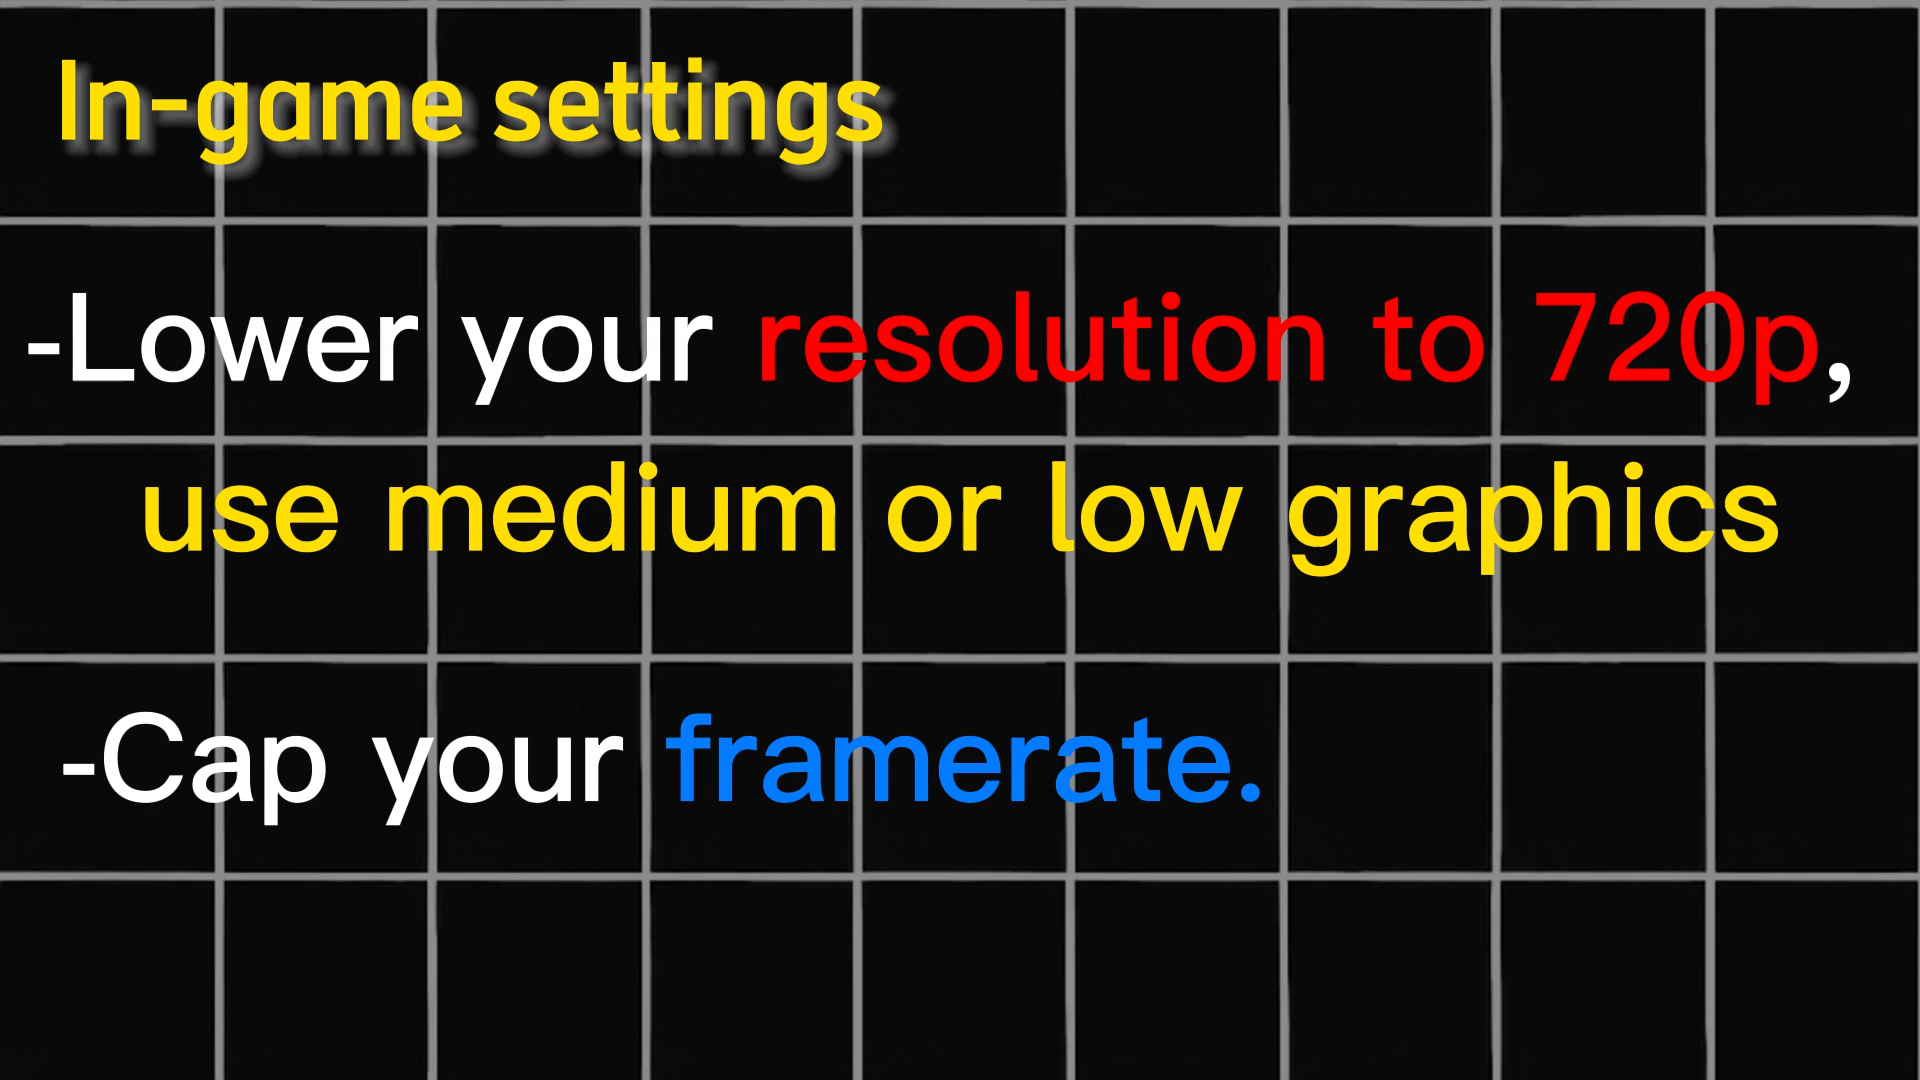 In-game settings
-Lower your resolution to 720p,
use medium or low graphics
-Cap your framerate.